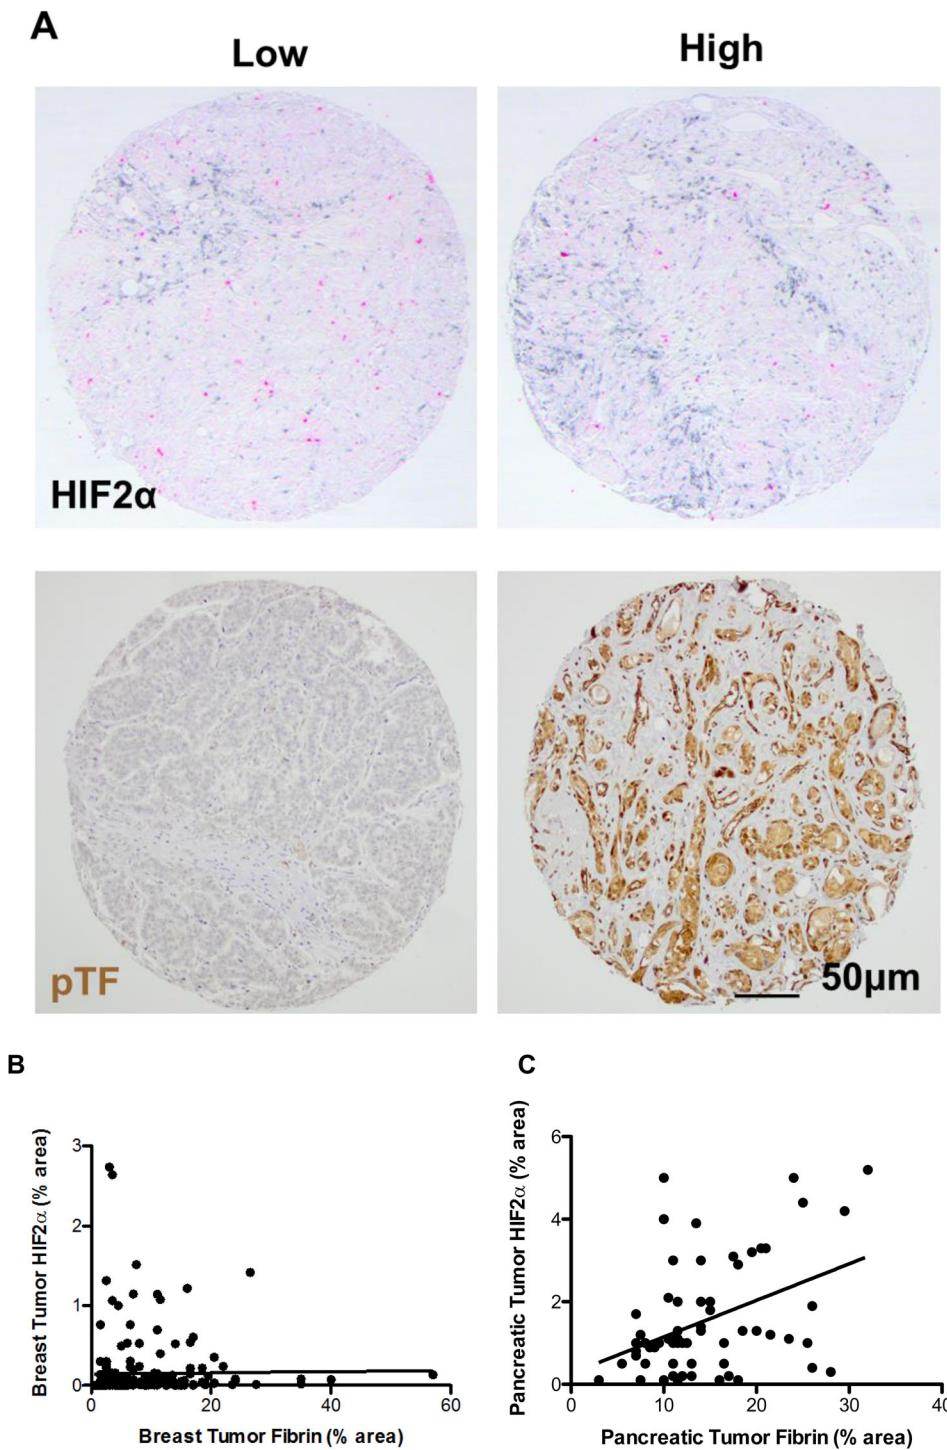 A
Low
High
HIF2α
pTF
50µm
B
C
Breast Tumor HIF2α (% area)
3
2
1
0
0
20
40
60
Breast Tumor Fibrin (% area)
Pancreatic Tumor HIF2α (% area)
6
4
2
0
0
10
20
30
40
Pancreatic Tumor Fibrin (% area)